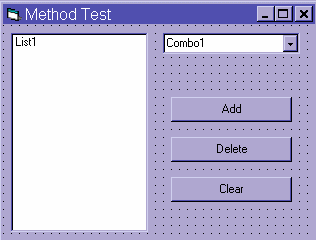 Method Test
List1
Combo1
Add
Delete
Clear